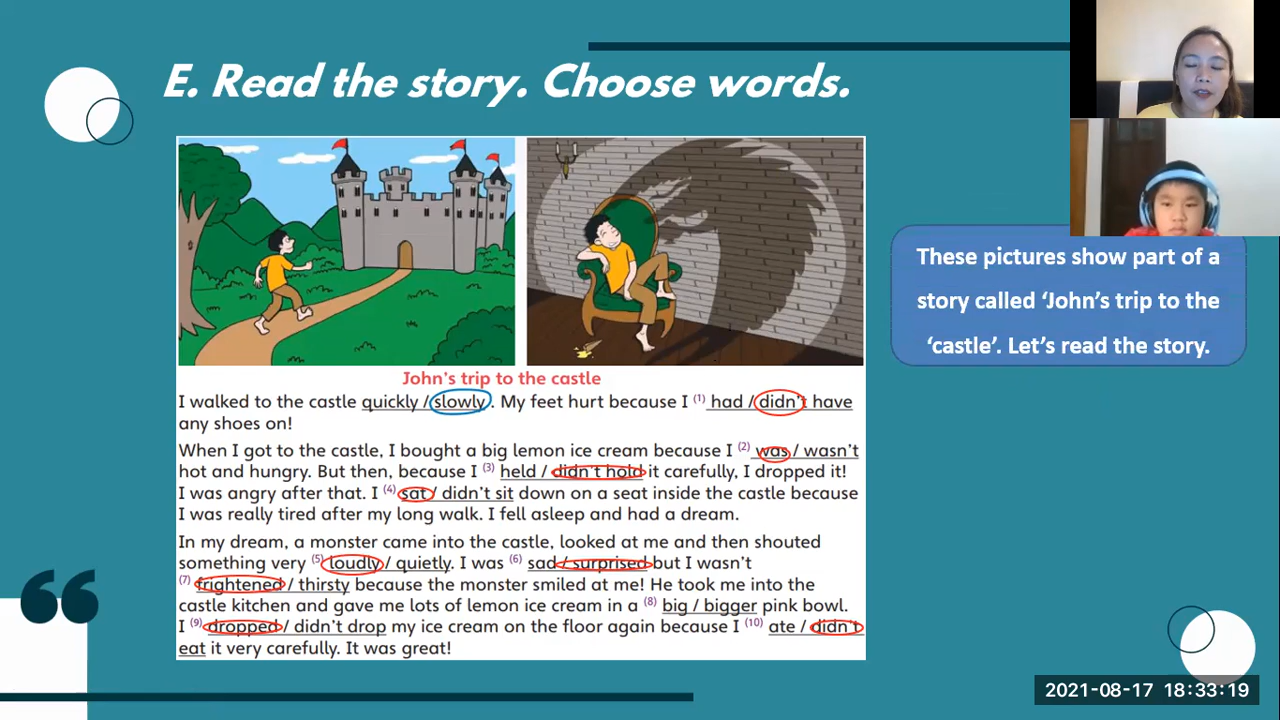 E. Read the story. Choose words.
These pictures show part of a
story called ‘John’s trip to the
‘castle’. Let’s read the story.
John’s trip to the castle
I walked to the castle quickly / slowly. My feet hurt because I (1) had / didn’t have
any shoes on!
When I got to the castle, I bought a big lemon ice cream because I (2) was / wasn’t
hot and hungry. But then, because I (3) held / didn’t hold it carefully, I dropped it!
I was angry after that. I (4) sat / didn’t sit down on a seat inside the castle because
I was really tired after my long walk. I fell asleep and had a dream.
In my dream, a monster came into the castle, looked at me and then shouted
something very (5) loudly / quietly. I was (6) sad / surprised but I wasn’t
(7) frightened / thirsty because the monster smiled at me! He took me into the
castle kitchen and gave me lots of lemon ice cream in a (8) big / bigger pink bowl.
I (9) dropped / didn’t drop my ice cream on the floor again because I (10) ate / didn’t
eat it very carefully. It was great!
2021-08-17 18:33:19